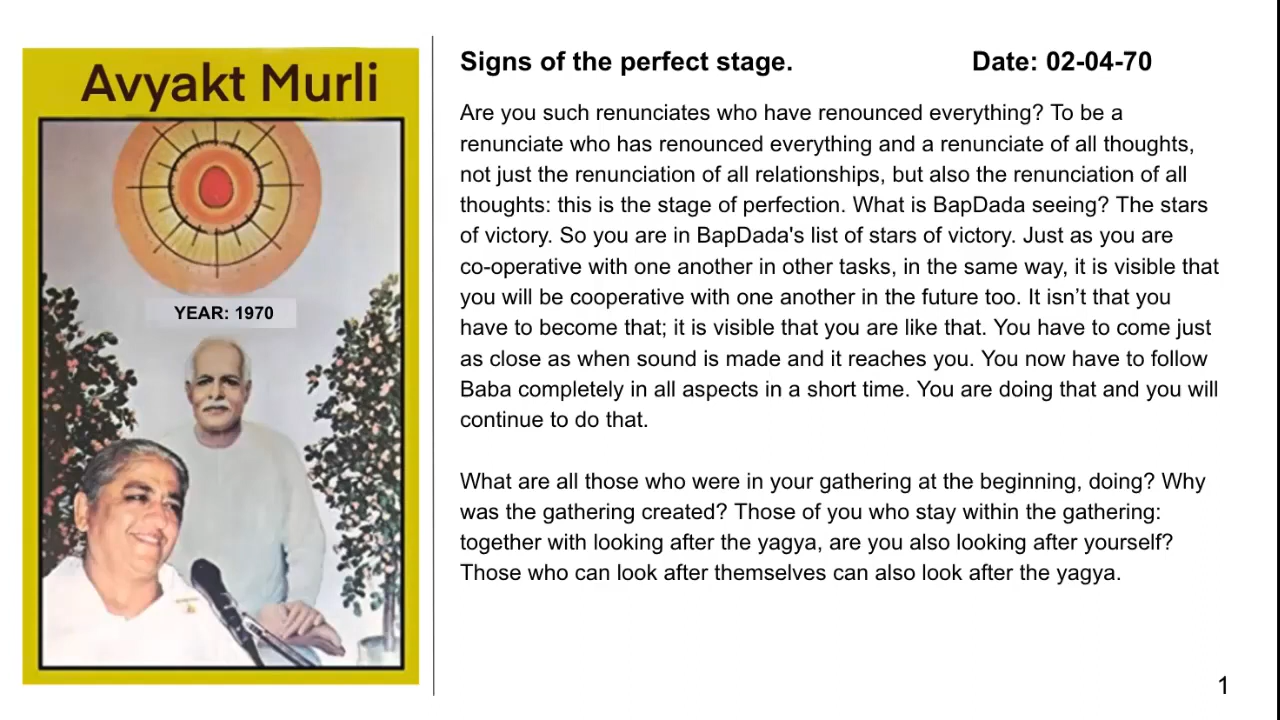 Avyakt Murli
YEAR: 1970
Signs of the perfect stage. Date: 02-04-70
Are you such renunciates who have renounced everything? To be a
renunciate who has renounced everything and a renunciate of all thoughts,
not just the renunciation of all relationships, but also the renunciation of all
thoughts: this is the stage of perfection. What is BapDada seeing? The stars
of victory. So you are in BapDada's list of stars of victory. Just as you are
co-operative with one another in other tasks, in the same way, it is visible that
you will be cooperative with one another in the future too. It isn’t that you
have to become that; it is visible that you are like that. You have to come just
as close as when sound is made and it reaches you. You now have to follow
Baba completely in all aspects in a short time. You are doing that and you will
continue to do that.
What are all those who were in your gathering at the beginning, doing? Why
was the gathering created? Those of you who stay within the gathering:
together with looking after the yagya, are you also looking after yourself?
Those who can look after themselves can also look after the yagya.
1